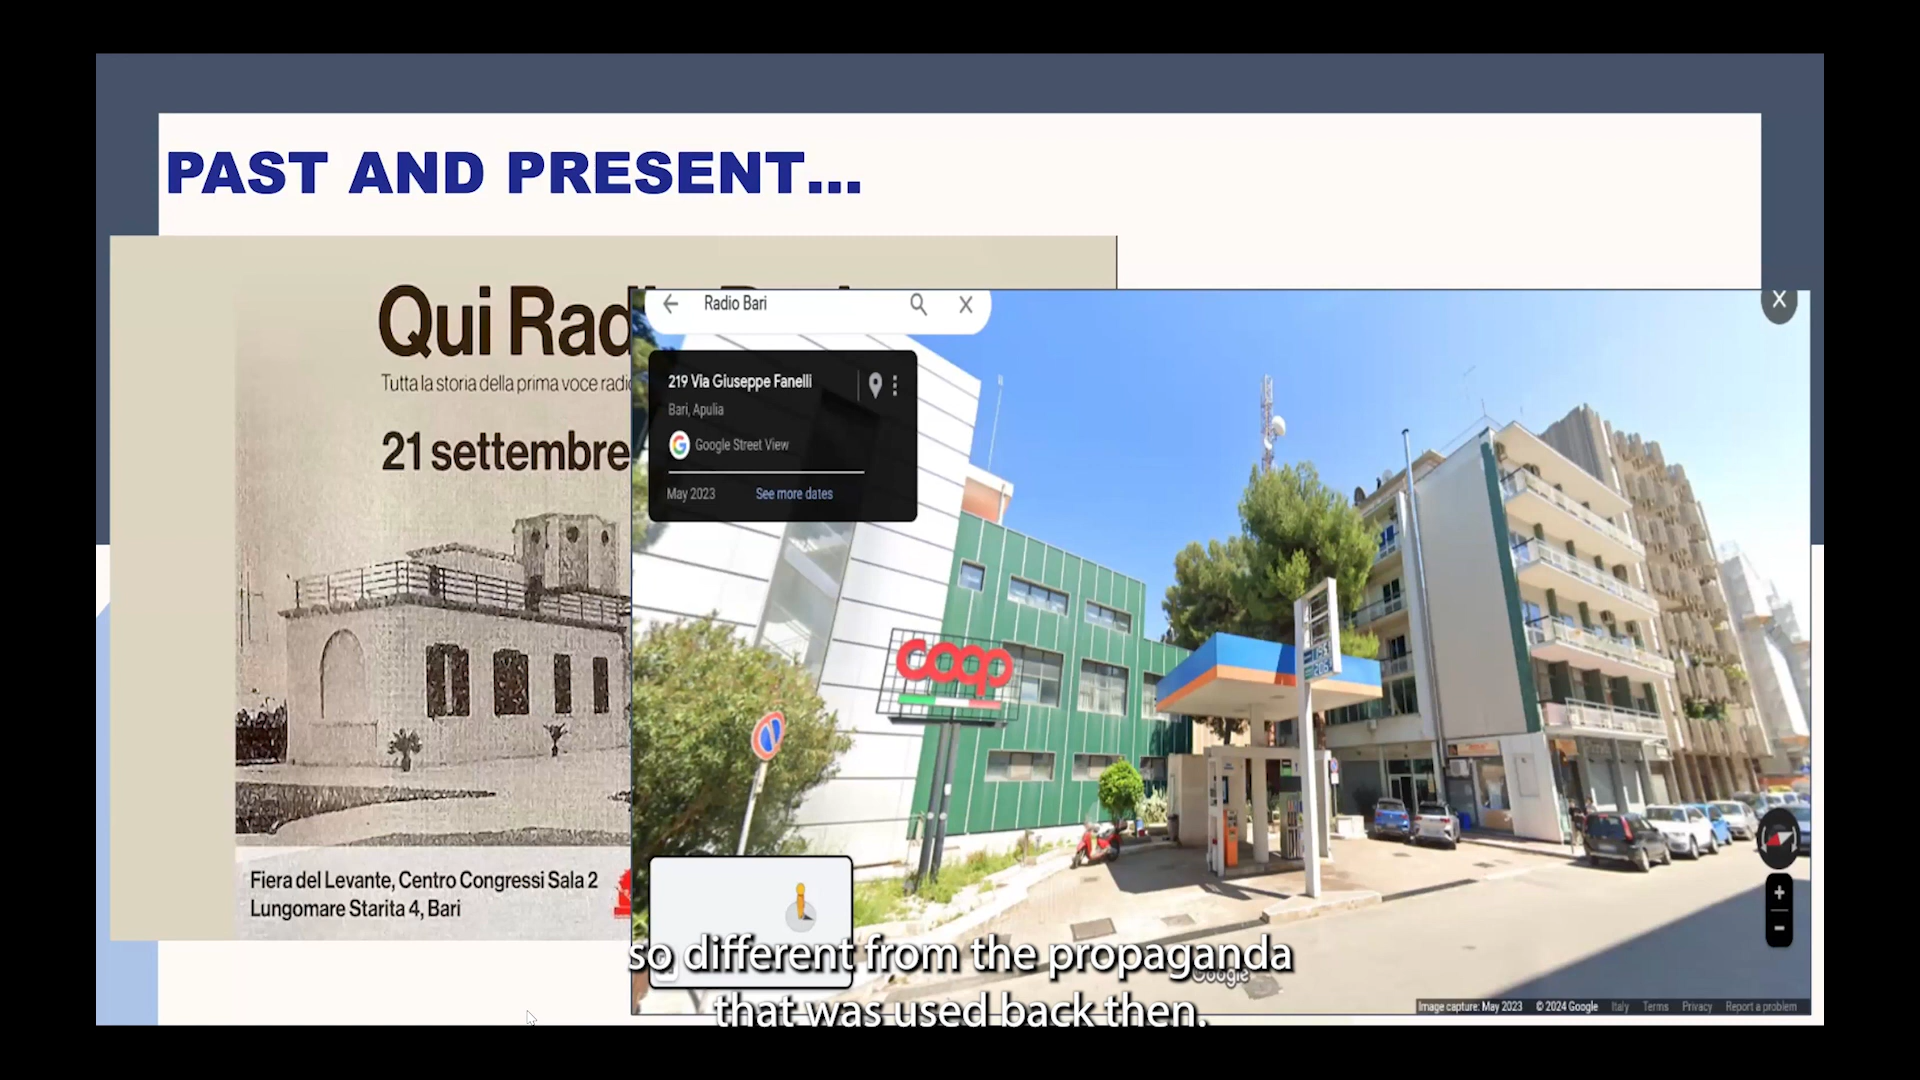 PAST AND PRESENT...
Qui Rad
Tutta la storia della prima voce radio
21 settembre
Fiera del Levante, Centro Congressi Sala 2
Lungomare Starita 4, Bari
Radio Bari
219 Via Giuseppe Fanelli
Bari, Apulia
Google Street View
May 2023 See more dates
coop
Google
Image capture: May 2023 © 2024 Google Italy Terms Privacy Report a problem
so different from the propaganda
that was used back then.